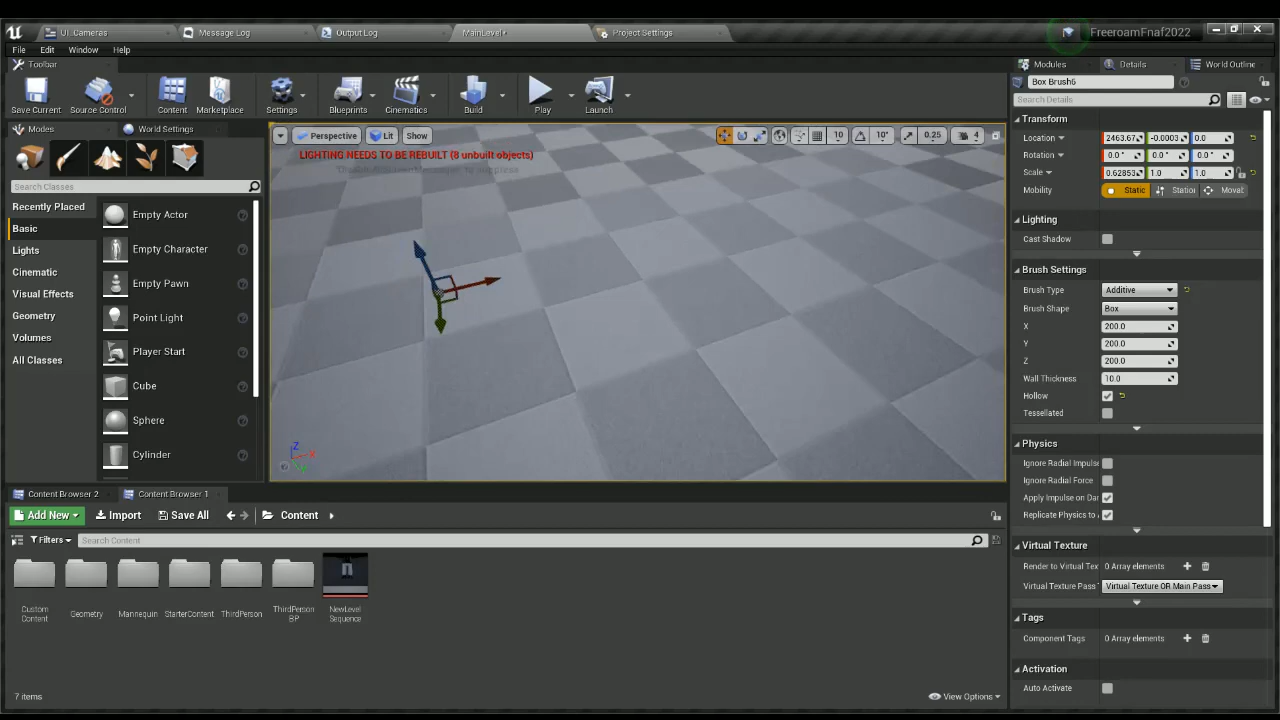 UI.Cameras
Message Log
Output Log
MainLevel•
Project Settings
FreeroamFnaf2022
File Edit Window Help
Toolbar
Save Current
Source Control
Content
Marketplace
Settings
Blueprints
Cinematics
Build
Play
Launch
Modes
World Settings
Search Classes
Recently Placed
Basic
Lights
Cinematic
Visual Effects
Geometry
Volumes
All Classes
Empty Actor
Empty Character
Empty Pawn
Point Light
Player Start
Cube
Sphere
Cylinder
Perspective
Lit
Show
10
10°
0.25
4
LIGHTING NEEDS TO BE REBUILT (8 unbuilt objects)
Z
X
Modules
Details
World Outline
Box Brush6
Search Details
Transform
Location 2463.67 -0.0003 0.0
Rotation 0.0 ° 0.0 ° 0.0 °
Scale 0.62853 1.0 1.0
Mobility Static Station Movab
Lighting
Cast Shadow
Brush Settings
Brush Type Additive
Brush Shape Box
X 200.0
Y 200.0
Z 200.0
Wall Thickness 10.0
Hollow
Tessellated
Physics
Ignore Radial Impuls
Ignore Radial Force
Apply Impulse on Dar
Replicate Physics to
Virtual Texture
Render to Virtual Tex 0 Array elements
Virtual Texture Pass Virtual Texture OR Main Pass
Tags
Component Tags 0 Array elements
Activation
Auto Activate
Content Browser 2
Content Browser 1
Add New
Import
Save All
Content
Filters
Search Content
Custom
Content
Geometry
Mannequin
StarterContent
ThirdPerson
ThirdPerson
BP
NewLevel
Sequence
7 items
View Options